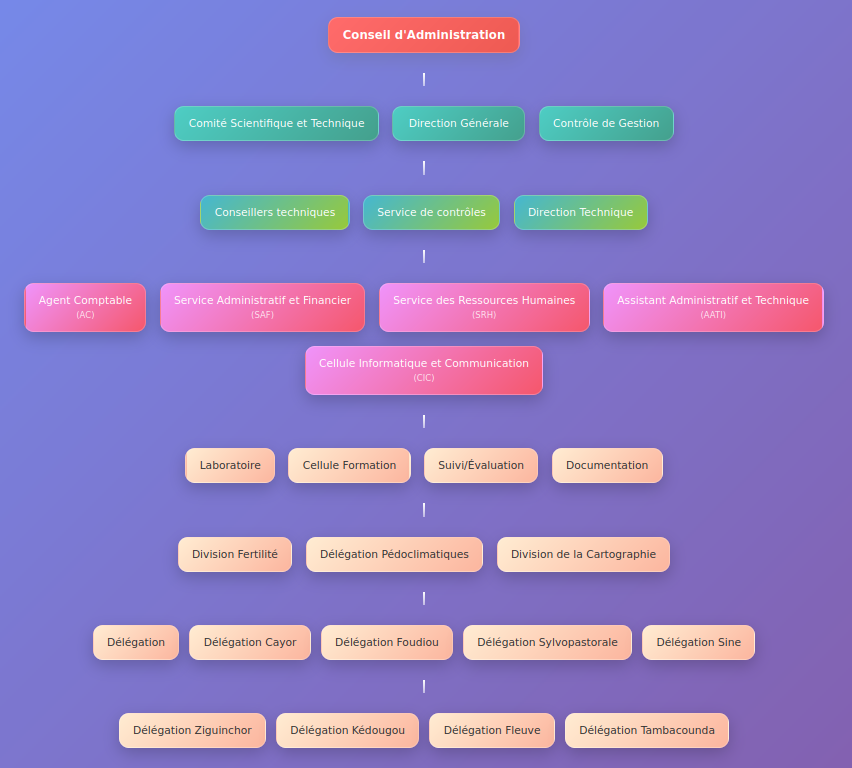 Conseil d'Administration
Comité Scientifique et Technique
Direction Générale
Contrôle de Gestion
Conseillers techniques
Service de contrôles
Direction Technique
Agent Comptable
(AC)
Service Administratif et Financier
(SAF)
Service des Ressources Humaines
(SRH)
Assistant Administratif et Technique
(AATI)
Cellule Informatique et Communication
(CIC)
Laboratoire
Cellule Formation
Suivi/Évaluation
Documentation
Division Fertilité
Délégation Pédoclimatiques
Division de la Cartographie
Délégation
Délégation Cayor
Délégation Foudiou
Délégation Sylvopastorale
Délégation Sine
Délégation Ziguinchor
Délégation Kédougou
Délégation Fleuve
Délégation Tambacounda